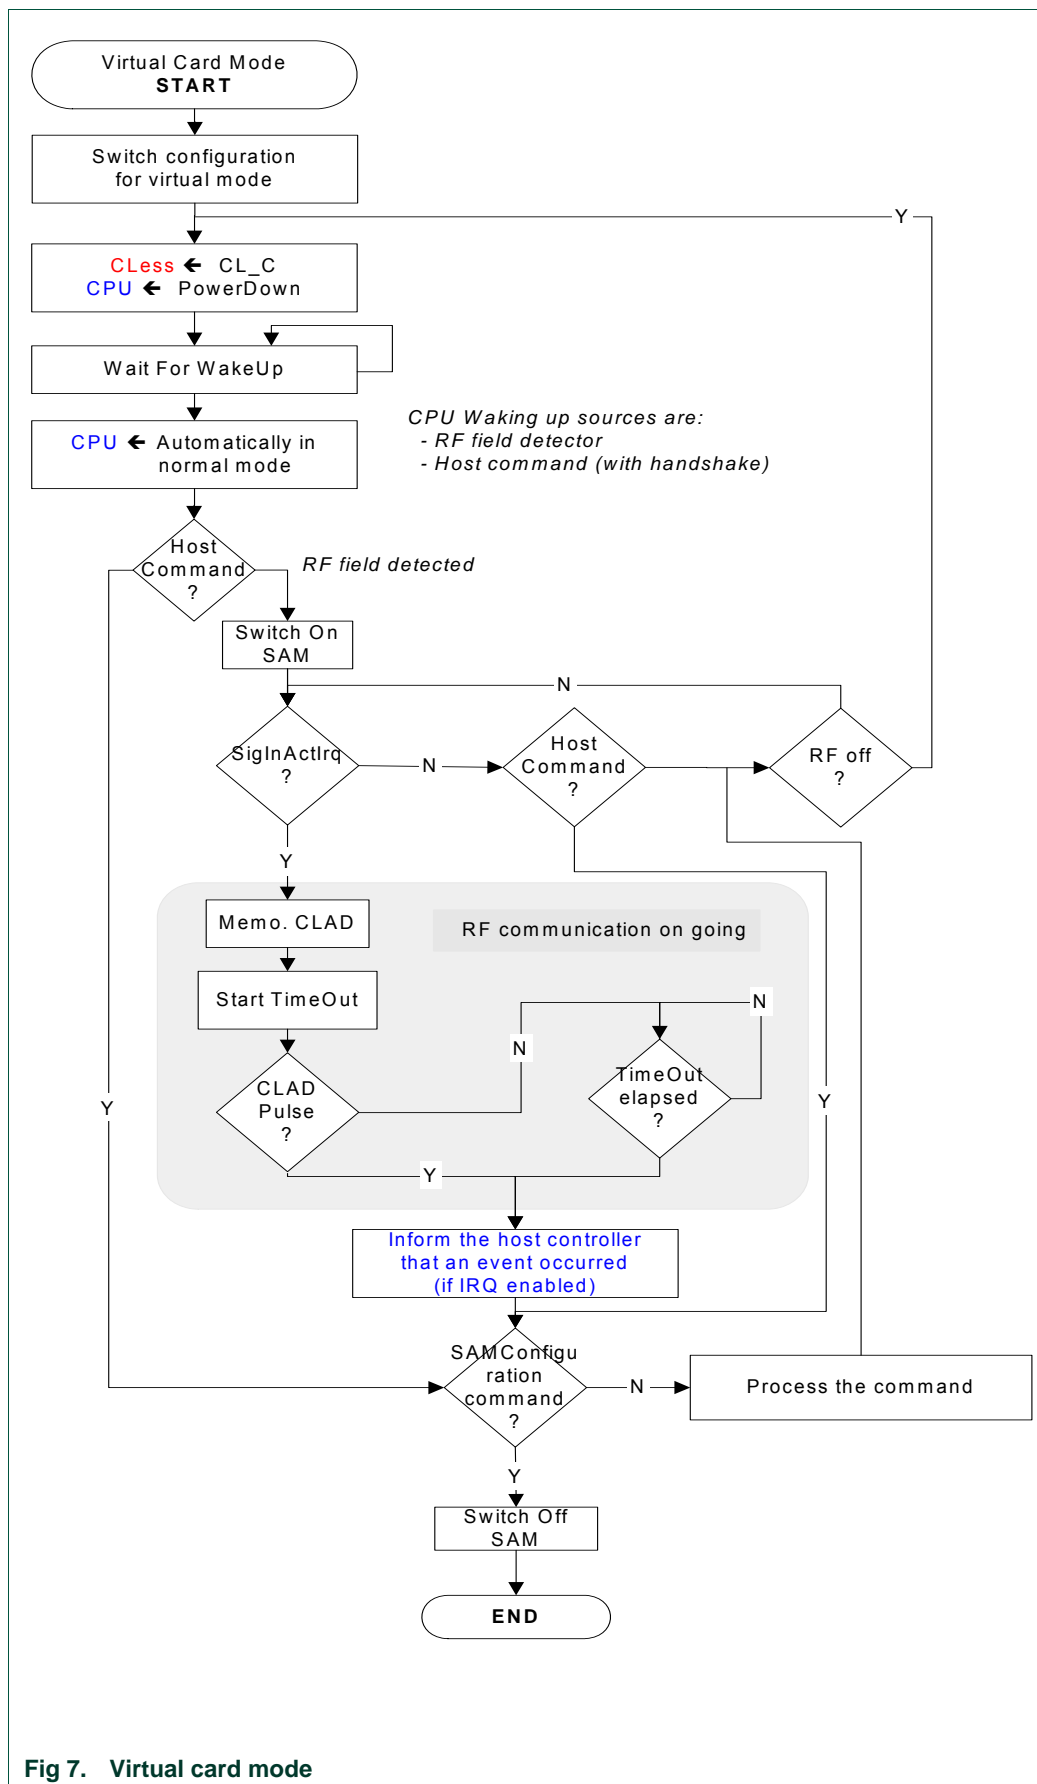 Virtual Card Mode
START
Switch configuration
for virtual mode
Y
CLess 🡸 CL_C
CPU 🡸 PowerDown
Wait For WakeUp
CPU Waking up sources are:
- RF field detector
- Host command (with handshake)
CPU 🡸 Automatically in
normal mode
Host
Command
?
RF field detected
Switch On
SAM
N
SigInActIrq
?
N
Host
Command
?
RF off
?
Y
Memo. CLAD
RF communication on going
Start TimeOut
N
N
CLAD
Pulse
?
TimeOut
elapsed
?
Y
Y
Y
Inform the host controller
that an event occurred
(if IRQ enabled)
SAMConfigu
ration
command
?
N
Process the command
Y
Switch Off
SAM
END
Fig 7. Virtual card mode